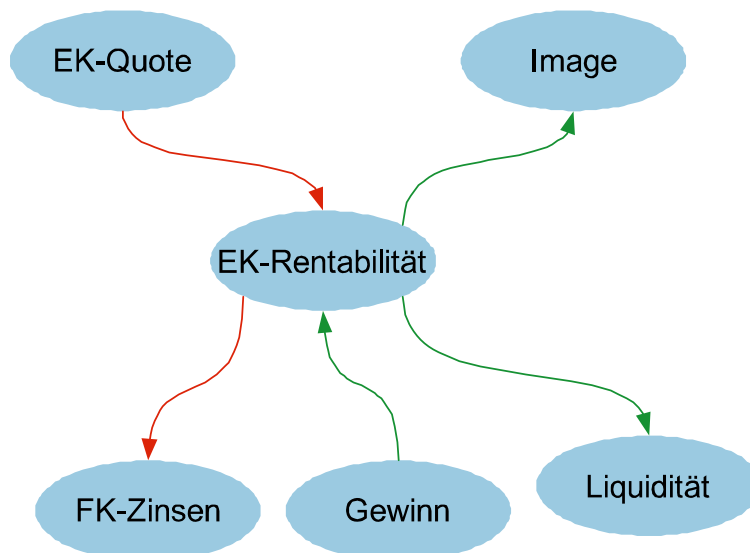 EK-Quote
Image
EK-Rentabilität
FK-Zinsen
Gewinn
Liquidität